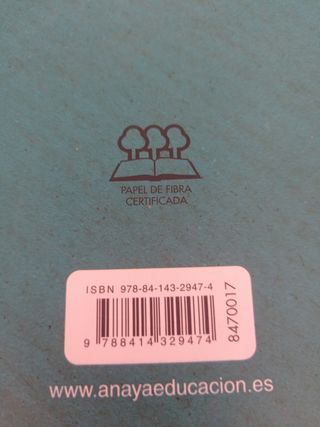 PAPEL DE FIBRA
CERTIFICADA
ISBN 978-84-143-2947-4
9 788414 329474
8470017
www.anayaeducacion.es